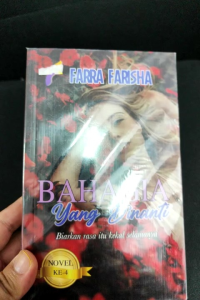 FARRA FARISHA
BAHAGIA
Yang Dinanti
Biarkan rasa itu kekal
NOVEL
KE-4